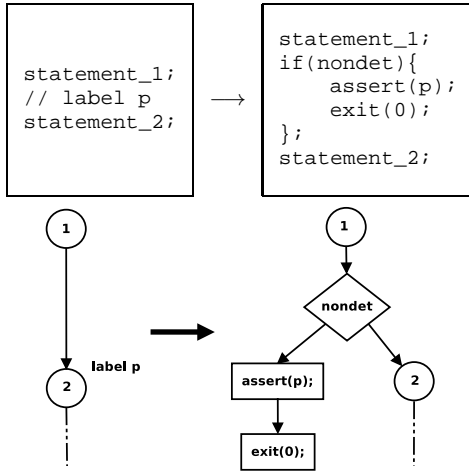 statement_1;
// label p
statement_2;
→
statement_1;
if(nondet){
    assert(p);
    exit(0);
};
statement_2;
1
2
label p
1
nondet
assert(p);
2
exit(0);